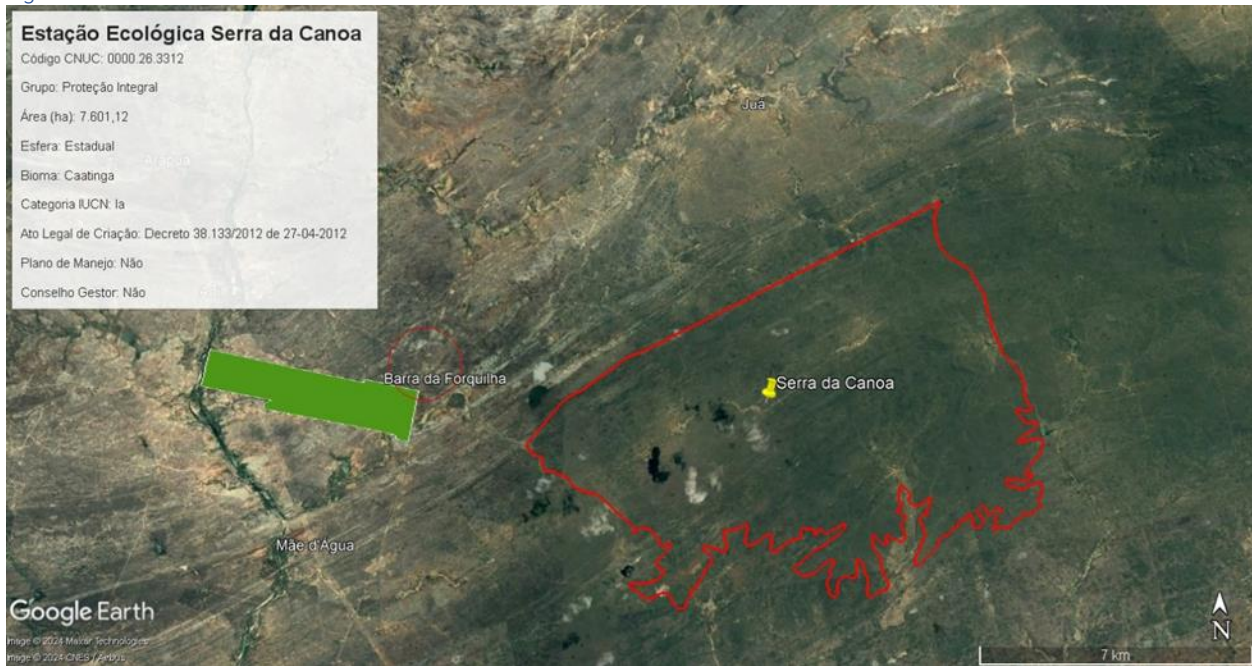 Estação Ecológica Serra da Canoa
Código CNUC: 0000.26.3312
Grupo: Proteção Integral
Área (ha): 7.601,12
Esfera: Estadual
Bioma: Caatinga
Categoria IUCN: Ia
Ato Legal de Criação: Decreto 38.133/2012 de 27-04-2012
Plano de Manejo: Não
Conselho Gestor: Não
Juá
Barra da Forquilha
Serra da Canoa
Mãe d'Água
Google Earth
Image © 2024 Maxar Technologies
Image © 2024 CNES / Airbus
N
7 km